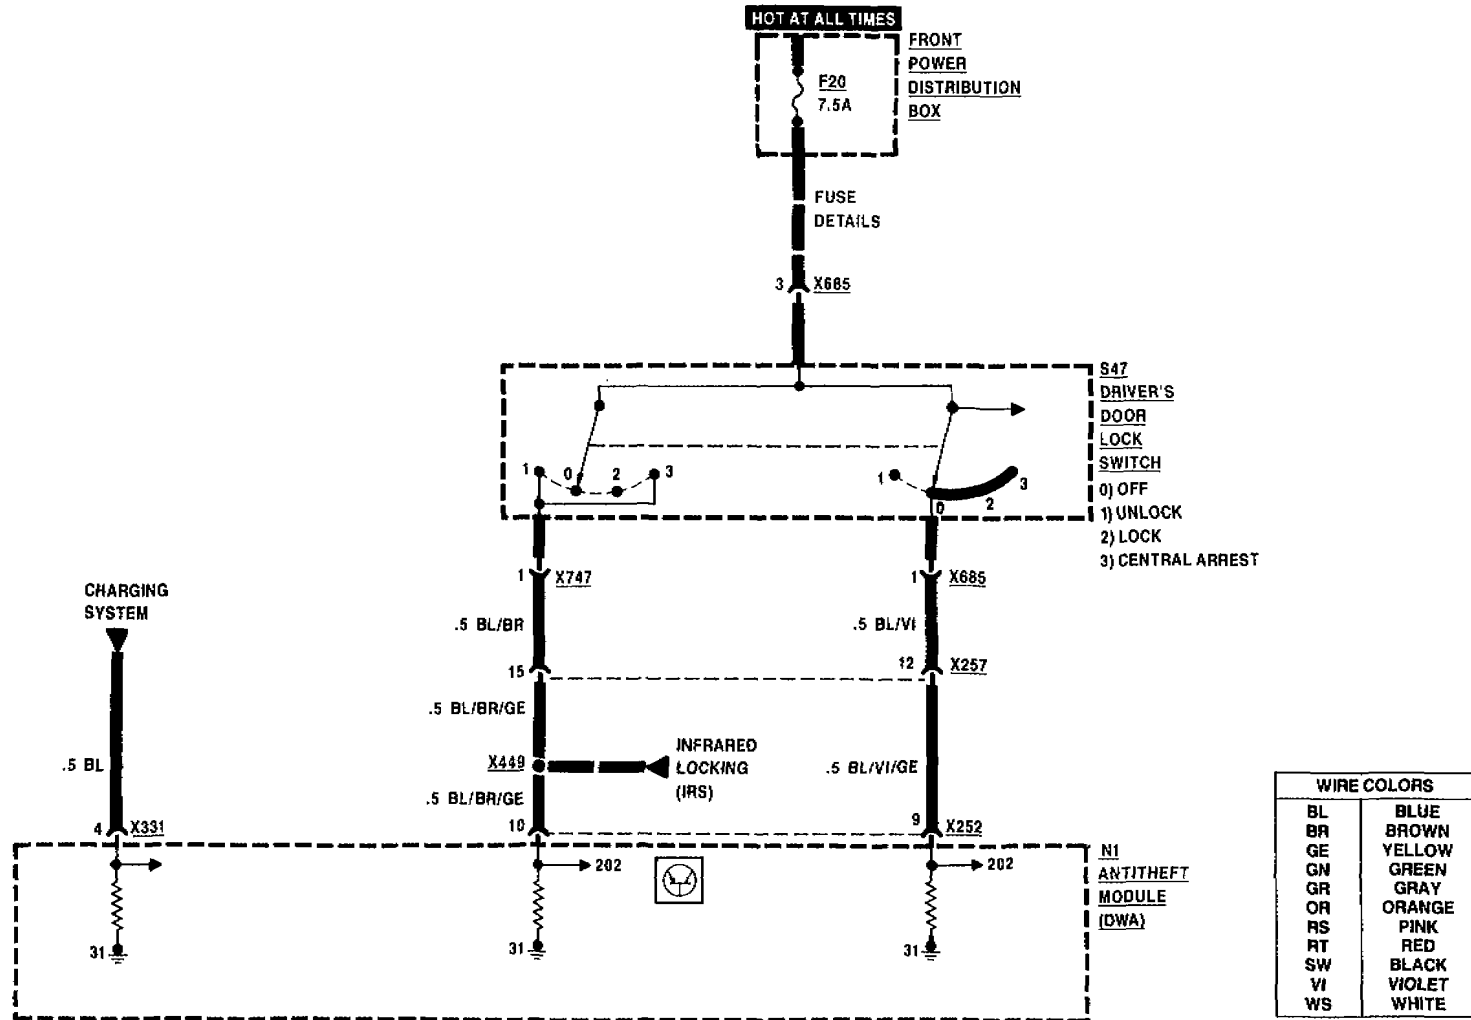 HOT AT ALL TIMES
FRONT
POWER
DISTRIBUTION
BOX
F20
7.5A
FUSE
DETAILS
3 X685
S47
DRIVER'S
DOOR
LOCK
SWITCH
0) OFF
1) UNLOCK
2) LOCK
3) CENTRAL ARREST
1 0 2 3
1 0 2 3
1 X747
1 X685
CHARGING
SYSTEM
.5 BL/BR
.5 BL/VI
15
12 X257
.5 BL/BR/GE
X449
INFRARED
LOCKING
(IRS)
.5 BL
.5 BL/VI/GE
.5 BL/BR/GE
4 X331
10
9 X252
202
202
N1
ANTITHEFT
MODULE
(DWA)
31
31
31
WIRE COLORS
BL BLUE
BR BROWN
GE YELLOW
GN GREEN
GR GRAY
OR ORANGE
RS PINK
RT RED
SW BLACK
VI VIOLET
WS WHITE